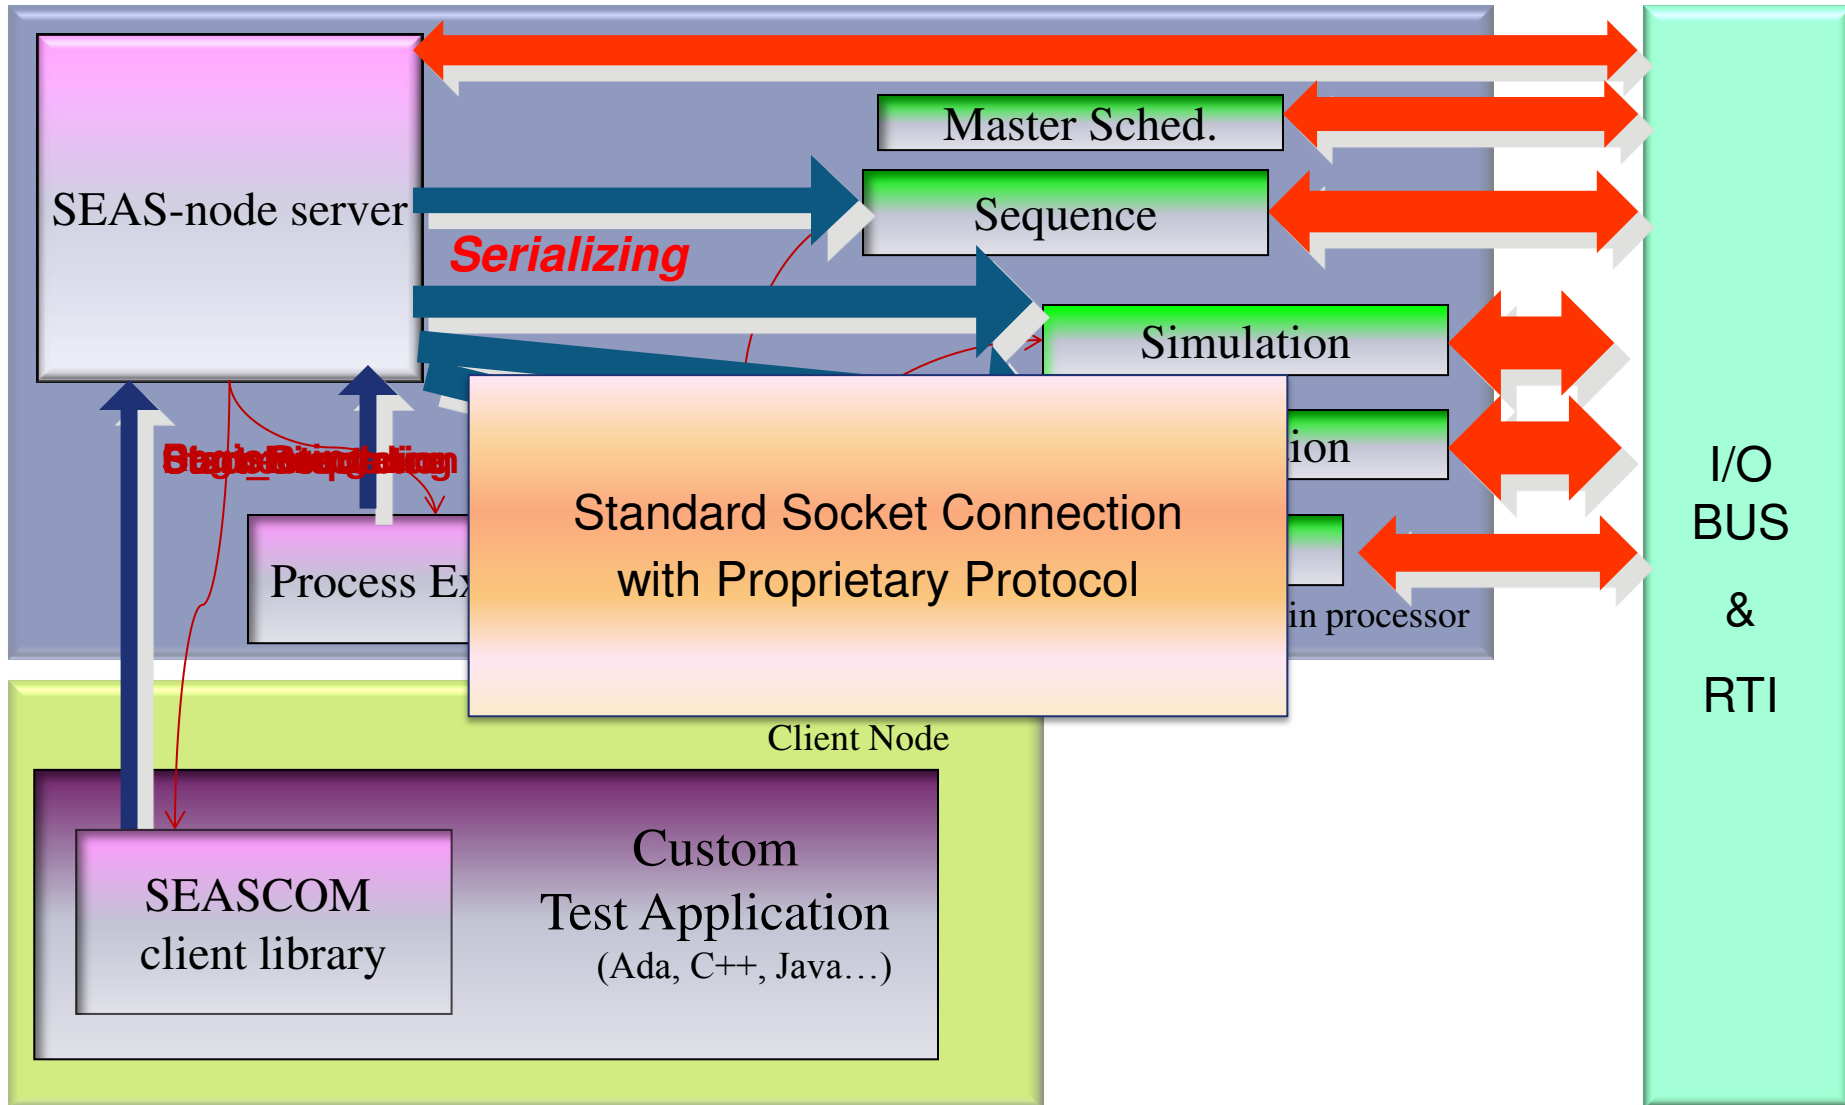 Master Sched.
SEAS-node server
Sequence
Serializing
Simulation
ion
Standard Socket Connection
with Proprietary Protocol
Process Ex
in processor
I/O
BUS
&
RTI
Client Node
Custom
Test Application
(Ada, C++, Java…)
SEASCOM
client library